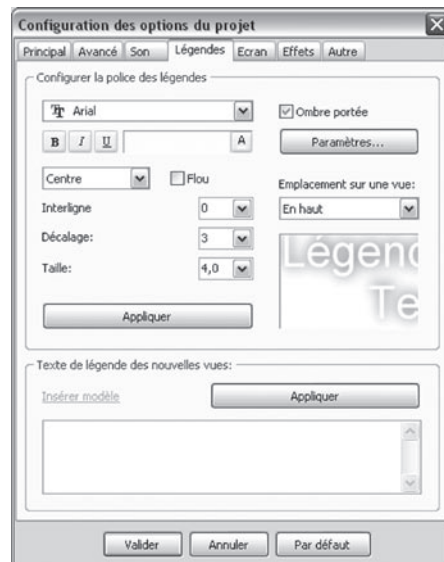 Configuration des options du projet
Principal Avancé Son Légendes Ecran Effets Autre
Configurer la police des légendes
Arial
Ombre portée
B I U A
Paramètres...
Centre
Flou
Emplacement sur une vue:
Interligne 0
En haut
Décalage: 3
Légend
Taille: 4,0
Te
Appliquer
Texte de légende des nouvelles vues:
Insérer modèle
Appliquer
Valider Annuler Par défaut